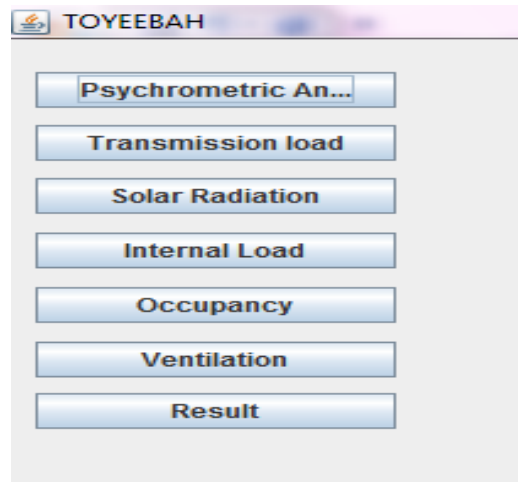 TOYEEBAH
Psychrometric An...
Transmission load
Solar Radiation
Internal Load
Occupancy
Ventilation
Result